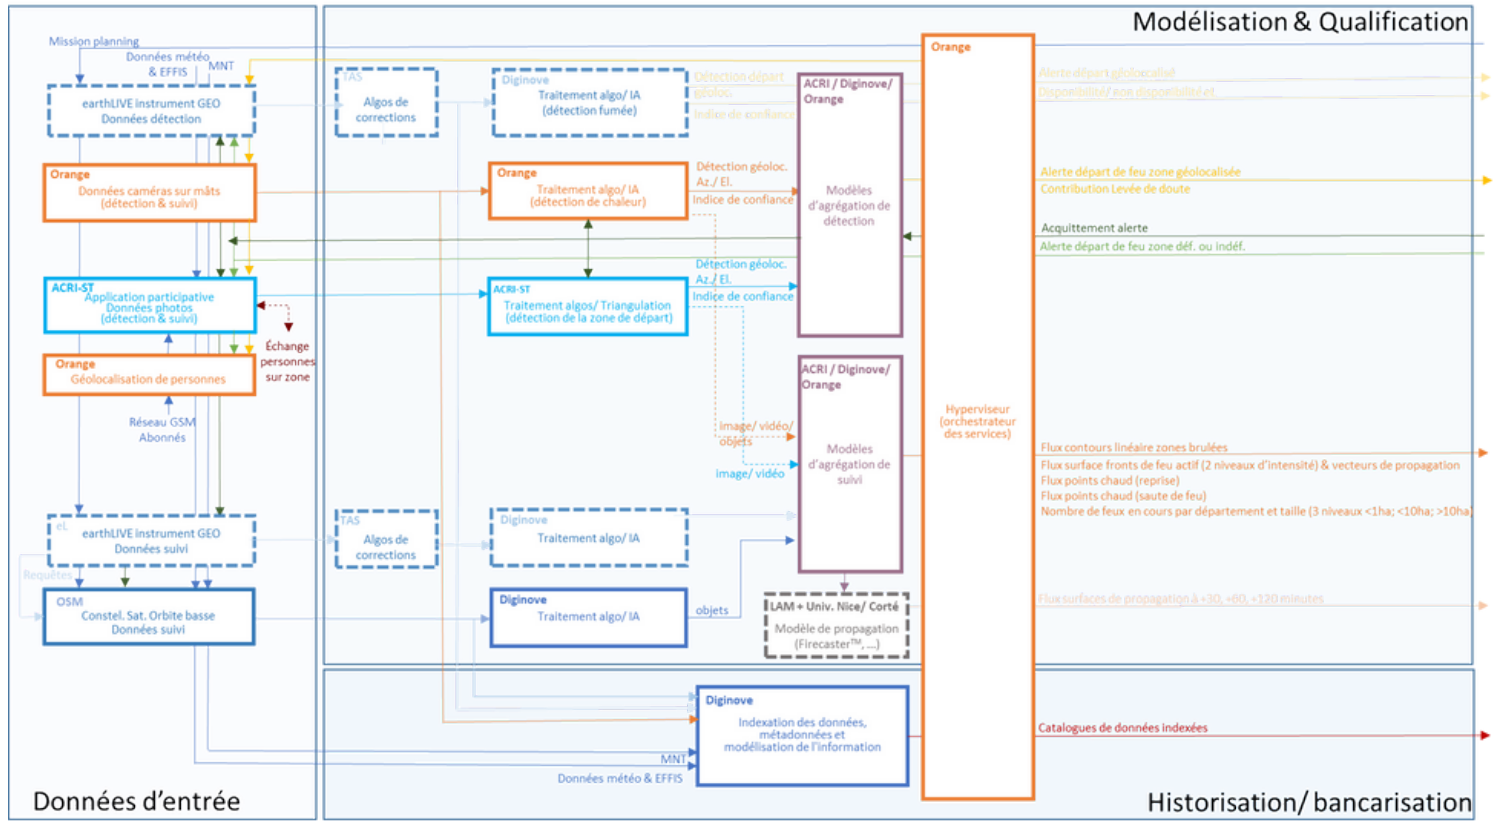 Modélisation & Qualification
Mission planning
Données météo
& EFFIS
MNT
earthLIVE instrument GEO
Données détection
TAS
Algos de
corrections
Diginove
Traitement algo/ IA
(détection fumée)
Détection départ
géoloc.
Indice de confiance
ACRI / Diginove/
Orange
Modèles
d'agrégation de
détection
Orange
Hyperviseur
(orchestrateur
des services)
Alerte départ géolocalisé
Disponibilité/ non disponibilité et
Orange
Données caméras sur mâts
(détection & suivi)
Orange
Traitement algo/ IA
(détection de chaleur)
Détection géoloc.
Az./ El.
Indice de confiance
Alerte départ de feu zone géolocalisée
Contribution Levée de doute
Acquittement alerte
Alerte départ de feu zone déf. ou indéf.
ACRI-ST
Application participative
Données photos
(détection & suivi)
ACRI-ST
Traitement algos/ Triangulation
(détection de la zone de départ)
Détection géoloc.
Az./ El.
Indice de confiance
Échange
personnes
sur zone
Orange
Géolocalisation de personnes
Réseau GSM
Abonnés
ACRI / Diginove/
Orange
Modèles
d'agrégation de
suivi
image/ vidéo/
objets
image/ vidéo
Flux contours linéaire zones brulées
Flux surface fronts de feu actif (2 niveaux d'intensité) & vecteurs de propagation
Flux points chaud (reprise)
Flux points chaud (saute de feu)
Nombre de feux en cours par département et taille (3 niveaux <1ha; <10ha; >10ha)
eL
earthLIVE instrument GEO
Données suivi
TAS
Algos de
corrections
Diginove
Traitement algo/ IA
Requêtes
OSM
Constel. Sat. Orbite basse
Données suivi
Diginove
Traitement algo/ IA
objets
LAM + Univ. Nice/ Corté
Modèle de propagation
(Firecaster™, ...)
Flux surfaces de propagation à +30, +60, +120 minutes
Diginove
Indexation des données,
métadonnées et
modélisation de l'information
MNT
Données météo & EFFIS
Catalogues de données indexées
Données d'entrée
Historisation/ bancarisation